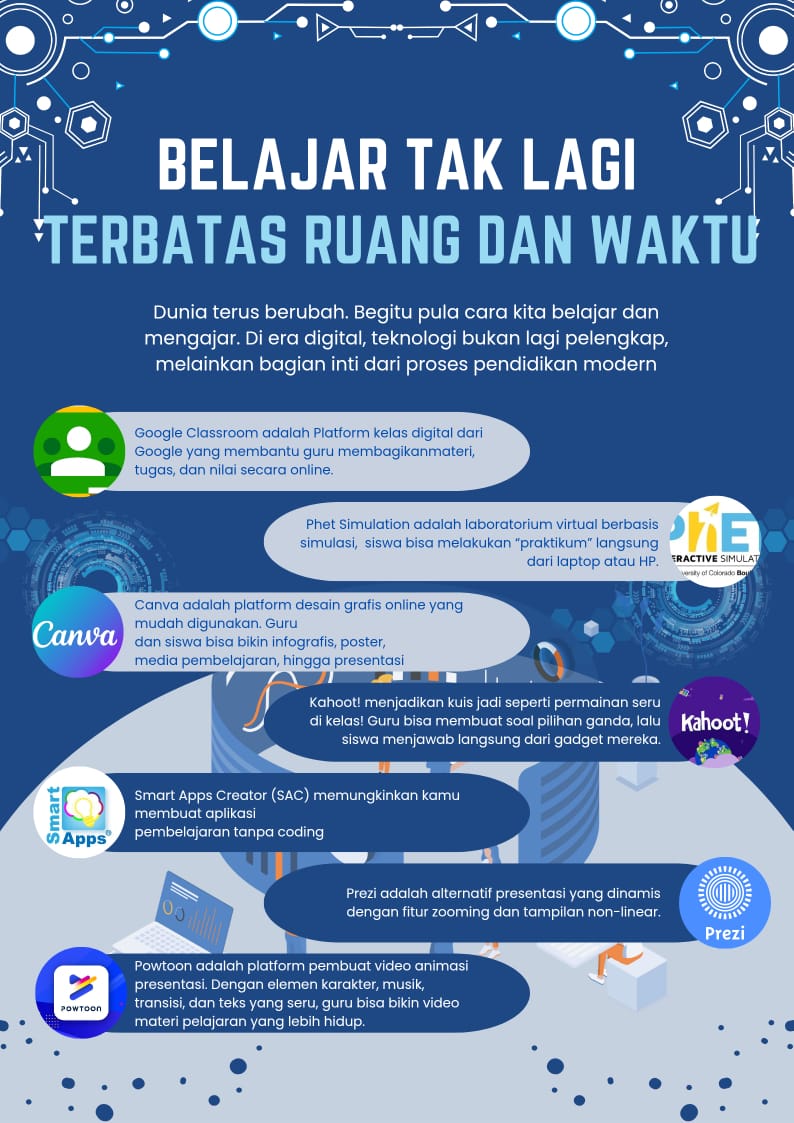 BELAJAR TAK LAGI
TERBATAS RUANG DAN WAKTU
Dunia terus berubah. Begitu pula cara kita belajar dan
mengajar. Di era digital, teknologi bukan lagi pelengkap,
melainkan bagian inti dari proses pendidikan modern
Google Classroom adalah Platform kelas digital dari
Google yang membantu guru membagikanmateri,
tugas, dan nilai secara online.
Phet Simulation adalah laboratorium virtual berbasis
simulasi, siswa bisa melakukan “praktikum” langsung
dari laptop atau HP.
PhET
ERACTIVE SIMULAT
versity of Colorado Bou
Canva
Canva adalah platform desain grafis online yang
mudah digunakan. Guru
dan siswa bisa bikin infografis, poster,
media pembelajaran, hingga presentasi
Kahoot! menjadikan kuis jadi seperti permainan seru
di kelas! Guru bisa membuat soal pilihan ganda, lalu
siswa menjawab langsung dari gadget mereka.
Kahoot!
Smart
Apps
Smart Apps Creator (SAC) memungkinkan kamu
membuat aplikasi
pembelajaran tanpa coding
Prezi adalah alternatif presentasi yang dinamis
dengan fitur zooming dan tampilan non-linear.
Prezi
POWTOON
Powtoon adalah platform pembuat video animasi
presentasi. Dengan elemen karakter, musik,
transisi, dan teks yang seru, guru bisa bikin video
materi pelajaran yang lebih hidup.